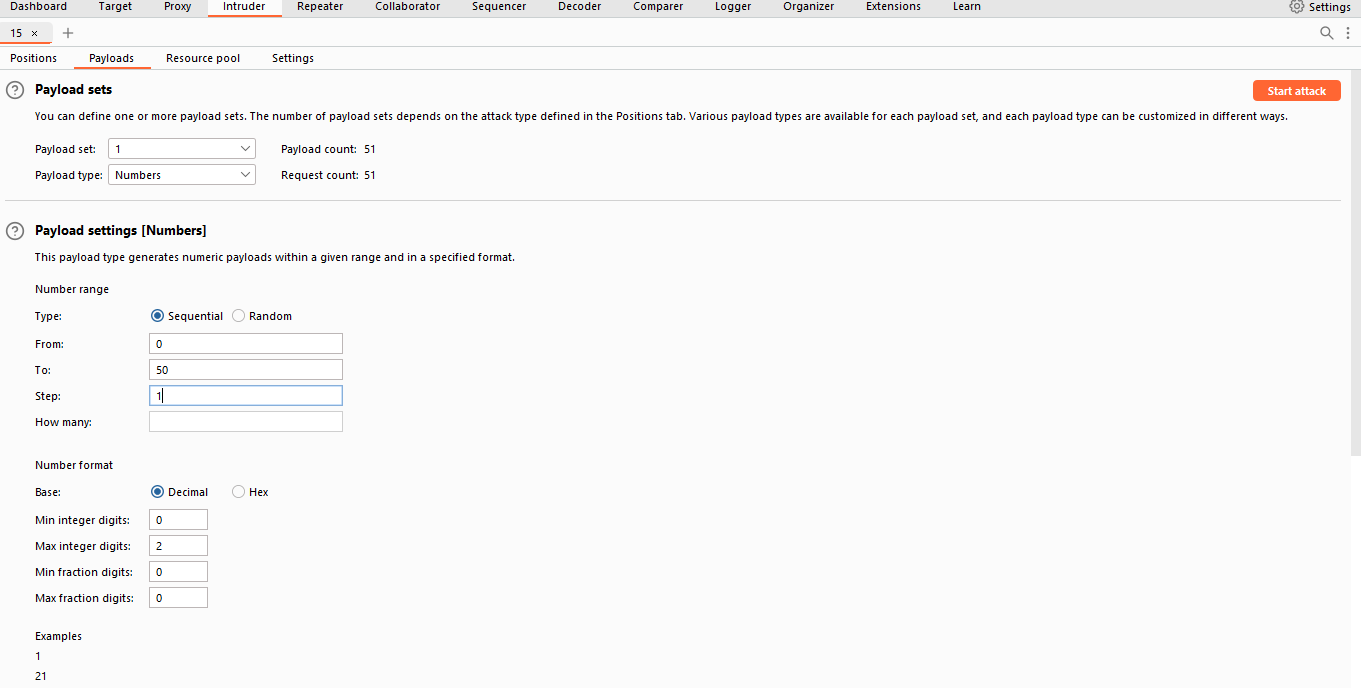 Dashboard Target Proxy Intruder Repeater Collaborator Sequencer Decoder Comparer Logger Organizer Extensions Learn Settings
15 × +
Positions Payloads Resource pool Settings
? Payload sets Start attack
You can define one or more payload sets. The number of payload sets depends on the attack type defined in the Positions tab. Various payload types are available for each payload set, and each payload type can be customized in different ways.
Payload set: 1 Payload count: 51
Payload type: Numbers Request count: 51
? Payload settings [Numbers]
This payload type generates numeric payloads within a given range and in a specified format.
Number range
Type: Sequential Random
From: 0
To: 50
Step: 1
How many:
Number format
Base: Decimal Hex
Min integer digits: 0
Max integer digits: 2
Min fraction digits: 0
Max fraction digits: 0
Examples
1
21